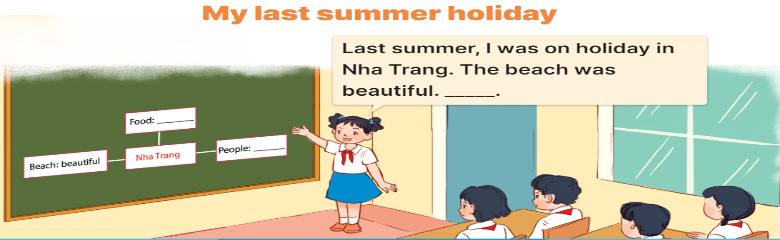 My last summer holiday
Last summer, I was on holiday in
Nha Trang. The beach was
beautiful. _____.
Food: ______
Beach: beautiful
Nha Trang
People: _____